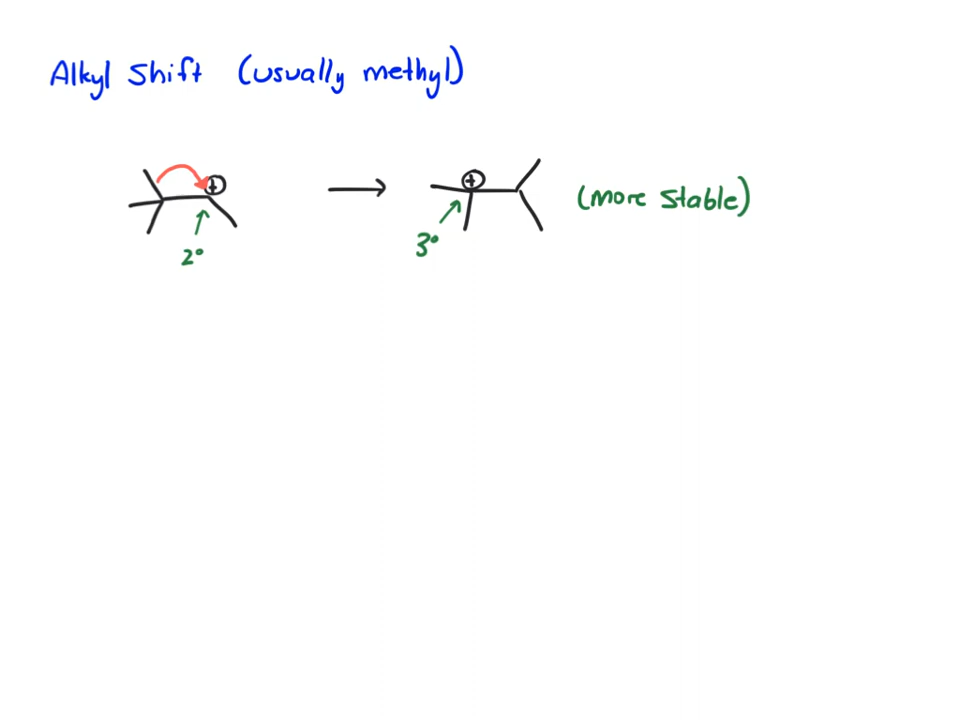 Alkyl Shift (usually methyl)
⊕ ⊕
(more stable)
2° 3°